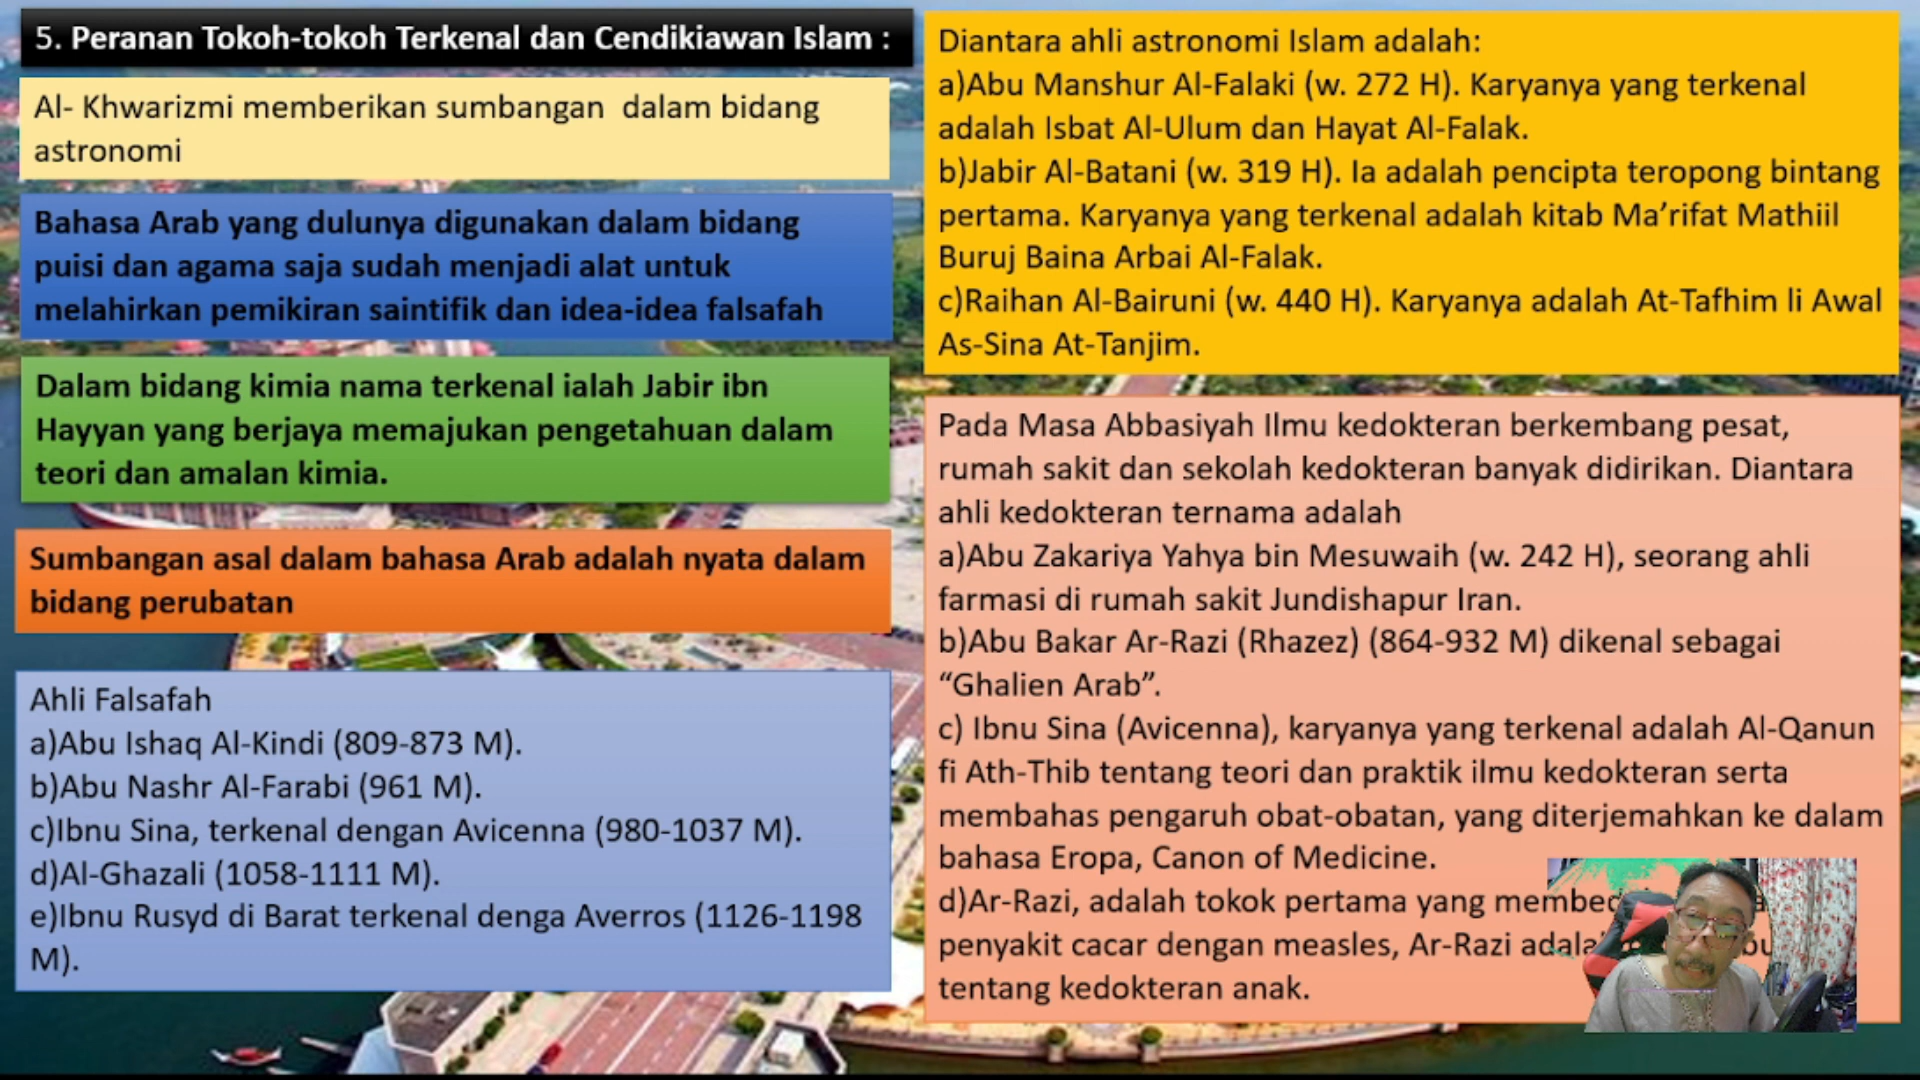 5. Peranan Tokoh-tokoh Terkenal dan Cendikiawan Islam :
Al- Khwarizmi memberikan sumbangan dalam bidang
astronomi
Bahasa Arab yang dulunya digunakan dalam bidang
puisi dan agama saja sudah menjadi alat untuk
melahirkan pemikiran saintifik dan idea-idea falsafah
Dalam bidang kimia nama terkenal ialah Jabir ibn
Hayyan yang berjaya memajukan pengetahuan dalam
teori dan amalan kimia.
Sumbangan asal dalam bahasa Arab adalah nyata dalam
bidang perubatan
Ahli Falsafah
a)Abu Ishaq Al-Kindi (809-873 M).
b)Abu Nashr Al-Farabi (961 M).
c)Ibnu Sina, terkenal dengan Avicenna (980-1037 M).
d)Al-Ghazali (1058-1111 M).
e)Ibnu Rusyd di Barat terkenal denga Averros (1126-1198
M).
Diantara ahli astronomi Islam adalah:
a)Abu Manshur Al-Falaki (w. 272 H). Karyanya yang terkenal
adalah Isbat Al-Ulum dan Hayat Al-Falak.
b)Jabir Al-Batani (w. 319 H). Ia adalah pencipta teropong bintang
pertama. Karyanya yang terkenal adalah kitab Ma’rifat Mathiil
Buruj Baina Arbai Al-Falak.
c)Raihan Al-Bairuni (w. 440 H). Karyanya adalah At-Tafhim li Awal
As-Sina At-Tanjim.
Pada Masa Abbasiyah Ilmu kedokteran berkembang pesat,
rumah sakit dan sekolah kedokteran banyak didirikan. Diantara
ahli kedokteran ternama adalah
a)Abu Zakariya Yahya bin Mesuwaih (w. 242 H), seorang ahli
farmasi di rumah sakit Jundishapur Iran.
b)Abu Bakar Ar-Razi (Rhazez) (864-932 M) dikenal sebagai
“Ghalien Arab”.
c) Ibnu Sina (Avicenna), karyanya yang terkenal adalah Al-Qanun
fi Ath-Thib tentang teori dan praktik ilmu kedokteran serta
membahas pengaruh obat-obatan, yang diterjemahkan ke dalam
bahasa Eropa, Canon of Medicine.
d)Ar-Razi, adalah tokok pertama yang
penyakit cacar dengan measles, Ar-Razi
tentang kedokteran anak.